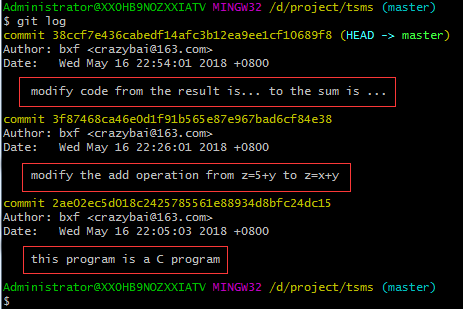 Administrator@XXOHB9NOZXXIATV MINGW32 /d/project/tsms (master)
$ git log
commit 38ccf7e436cabedf14afc3b12ea9ee1cf10689f8 (HEAD -> master)
Author: bxf <crazybai@163.com>
Date:   Wed May 16 22:54:01 2018 +0800
modify code from the result is... to the sum is ...
commit 3f87468ca46e0d1f91b565e87e967bad6cf84e38
Author: bxf <crazybai@163.com>
Date:   Wed May 16 22:26:01 2018 +0800
modify the add operation from z=5+y to z=x+y
commit 2ae02ec5d018c2425785561e88934d8bfc24dc15
Author: bxf <crazybai@163.com>
Date:   Wed May 16 22:05:03 2018 +0800
this program is a C program
Administrator@XXOHB9NOZXXIATV MINGW32 /d/project/tsms (master)
$